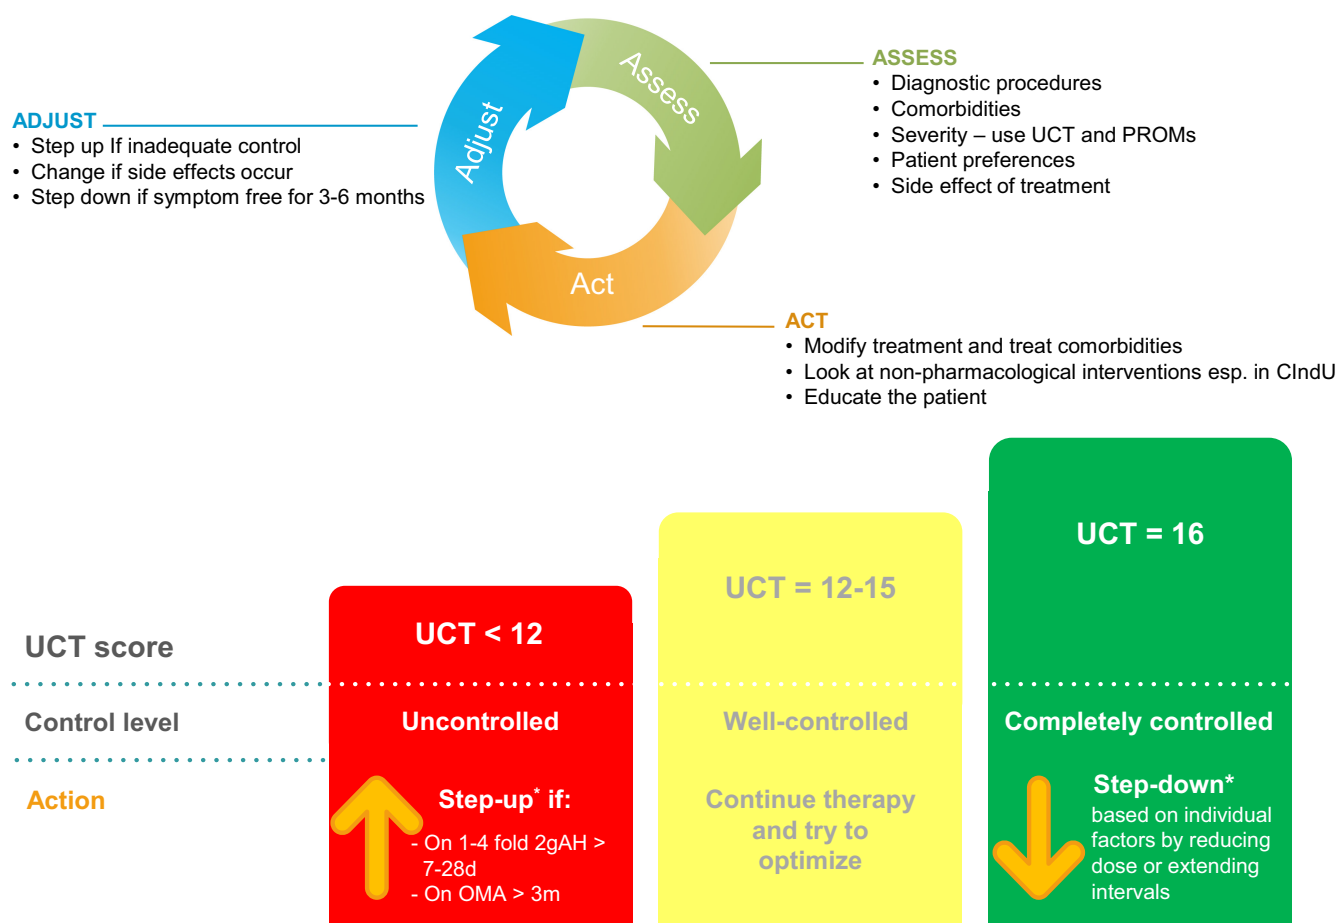 Assess
Adjust
Act
ASSESS
• Diagnostic procedures
• Comorbidities
• Severity – use UCT and PROMs
• Patient preferences
• Side effect of treatment
ADJUST
• Step up If inadequate control
• Change if side effects occur
• Step down if symptom free for 3-6 months
ACT
• Modify treatment and treat comorbidities
• Look at non-pharmacological interventions esp. in CIndU
• Educate the patient
UCT score
UCT < 12
UCT = 12-15
UCT = 16
Control level
Uncontrolled
Well-controlled
Completely controlled
Action
Step-up* if:
- On 1-4 fold 2gAH >
7-28d
- On OMA > 3m
Continue therapy
and try to
optimize
Step-down*
based on individual
factors by reducing
dose or extending
intervals